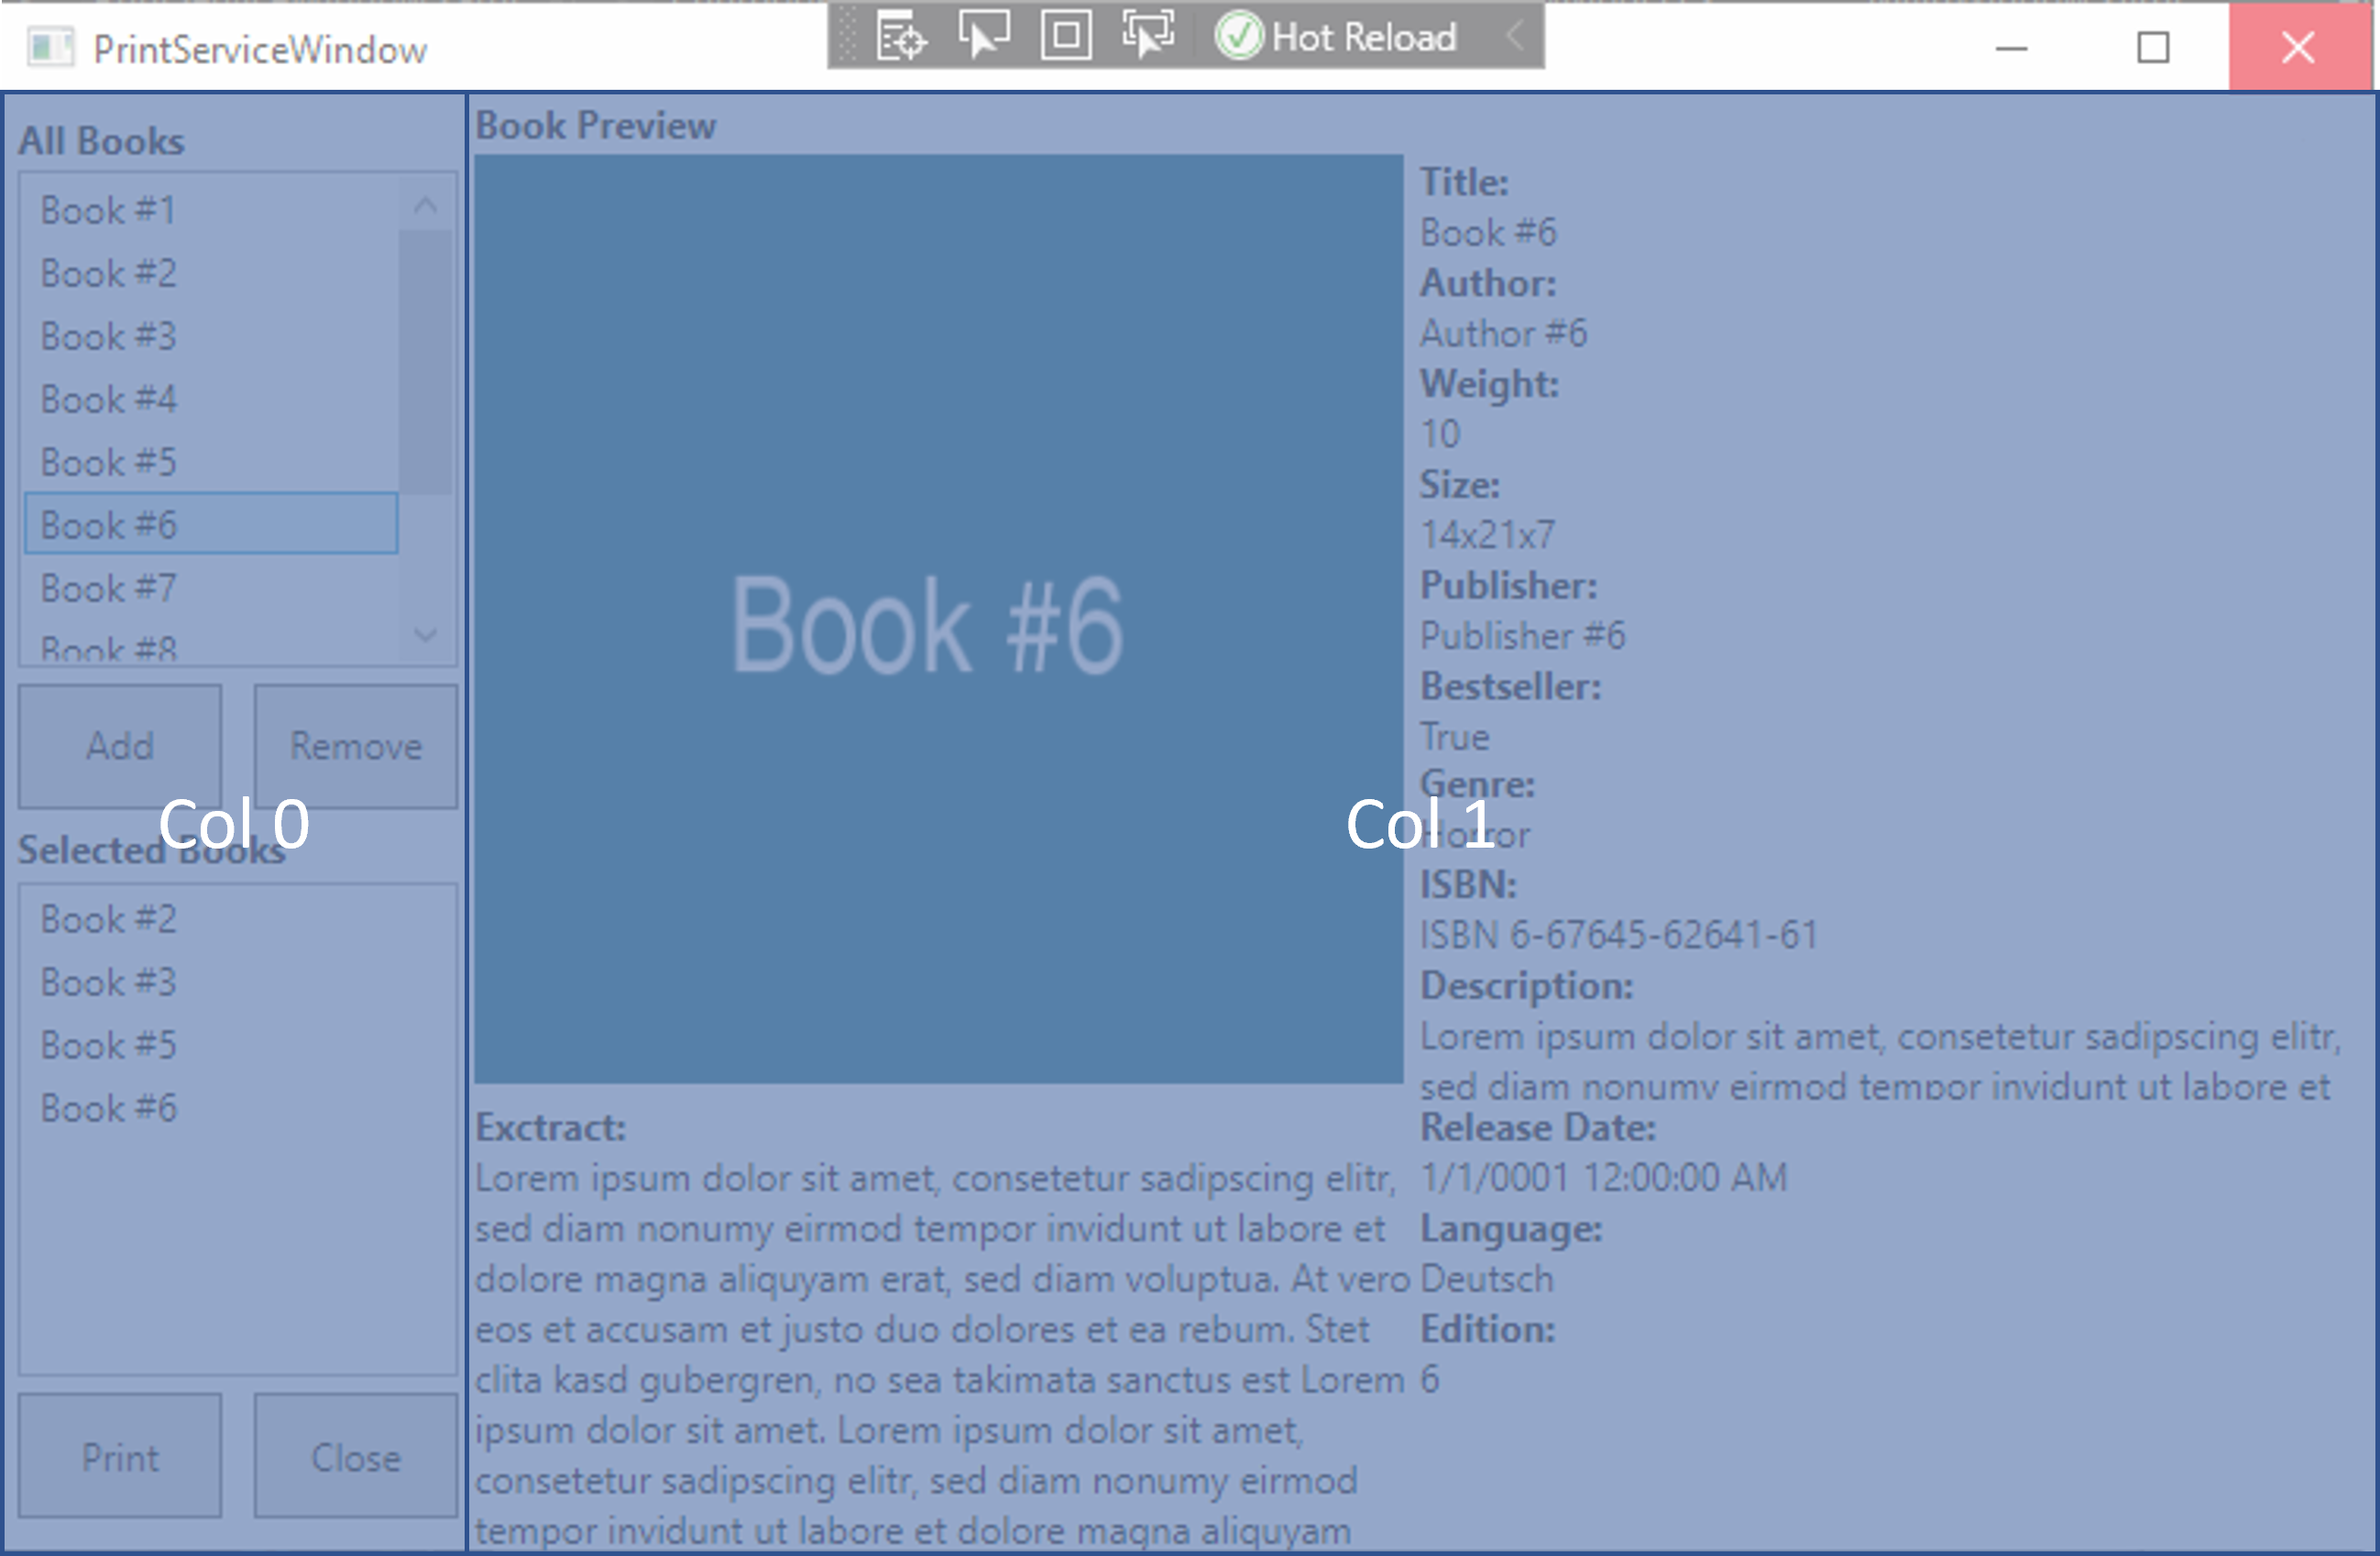 PrintServiceWindow
Hot Reload
All Books
Book #1
Book #2
Book #3
Book #4
Book #5
Book #6
Book #7
Book #8
Add
Remove
Col 0
Selected Books
Book #2
Book #3
Book #5
Book #6
Print
Close
Book Preview
Book #6
Col 1
Exctract:
Lorem ipsum dolor sit amet, consetetur sadipscing elitr,
sed diam nonumy eirmod tempor invidunt ut labore et
dolore magna aliquyam erat, sed diam voluptua. At vero
eos et accusam et justo duo dolores et ea rebum. Stet
clita kasd gubergren, no sea takimata sanctus est Lorem
ipsum dolor sit amet. Lorem ipsum dolor sit amet,
consetetur sadipscing elitr, sed diam nonumy eirmod
tempor invidunt ut labore et dolore magna aliquyam
Title:
Book #6
Author:
Author #6
Weight:
10
Size:
14x21x7
Publisher:
Publisher #6
Bestseller:
True
Genre:
Horror
ISBN:
ISBN 6-67645-62641-61
Description:
Lorem ipsum dolor sit amet, consetetur sadipscing elitr,
sed diam nonumy eirmod tempor invidunt ut labore et
Release Date:
1/1/0001 12:00:00 AM
Language:
Deutsch
Edition:
6